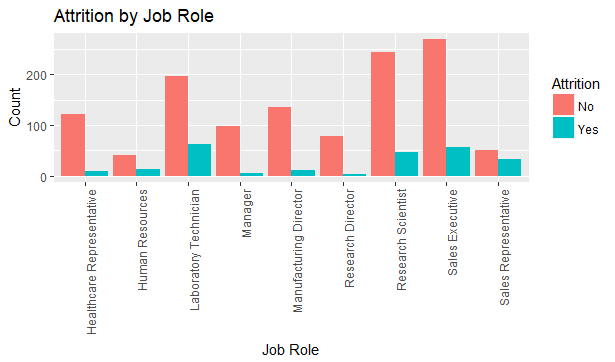 Attrition by Job Role
Count
200
100
0
Healthcare Representative
Human Resources
Laboratory Technician
Manager
Manufacturing Director
Research Director
Research Scientist
Sales Executive
Sales Representative
Job Role
Attrition
No
Yes